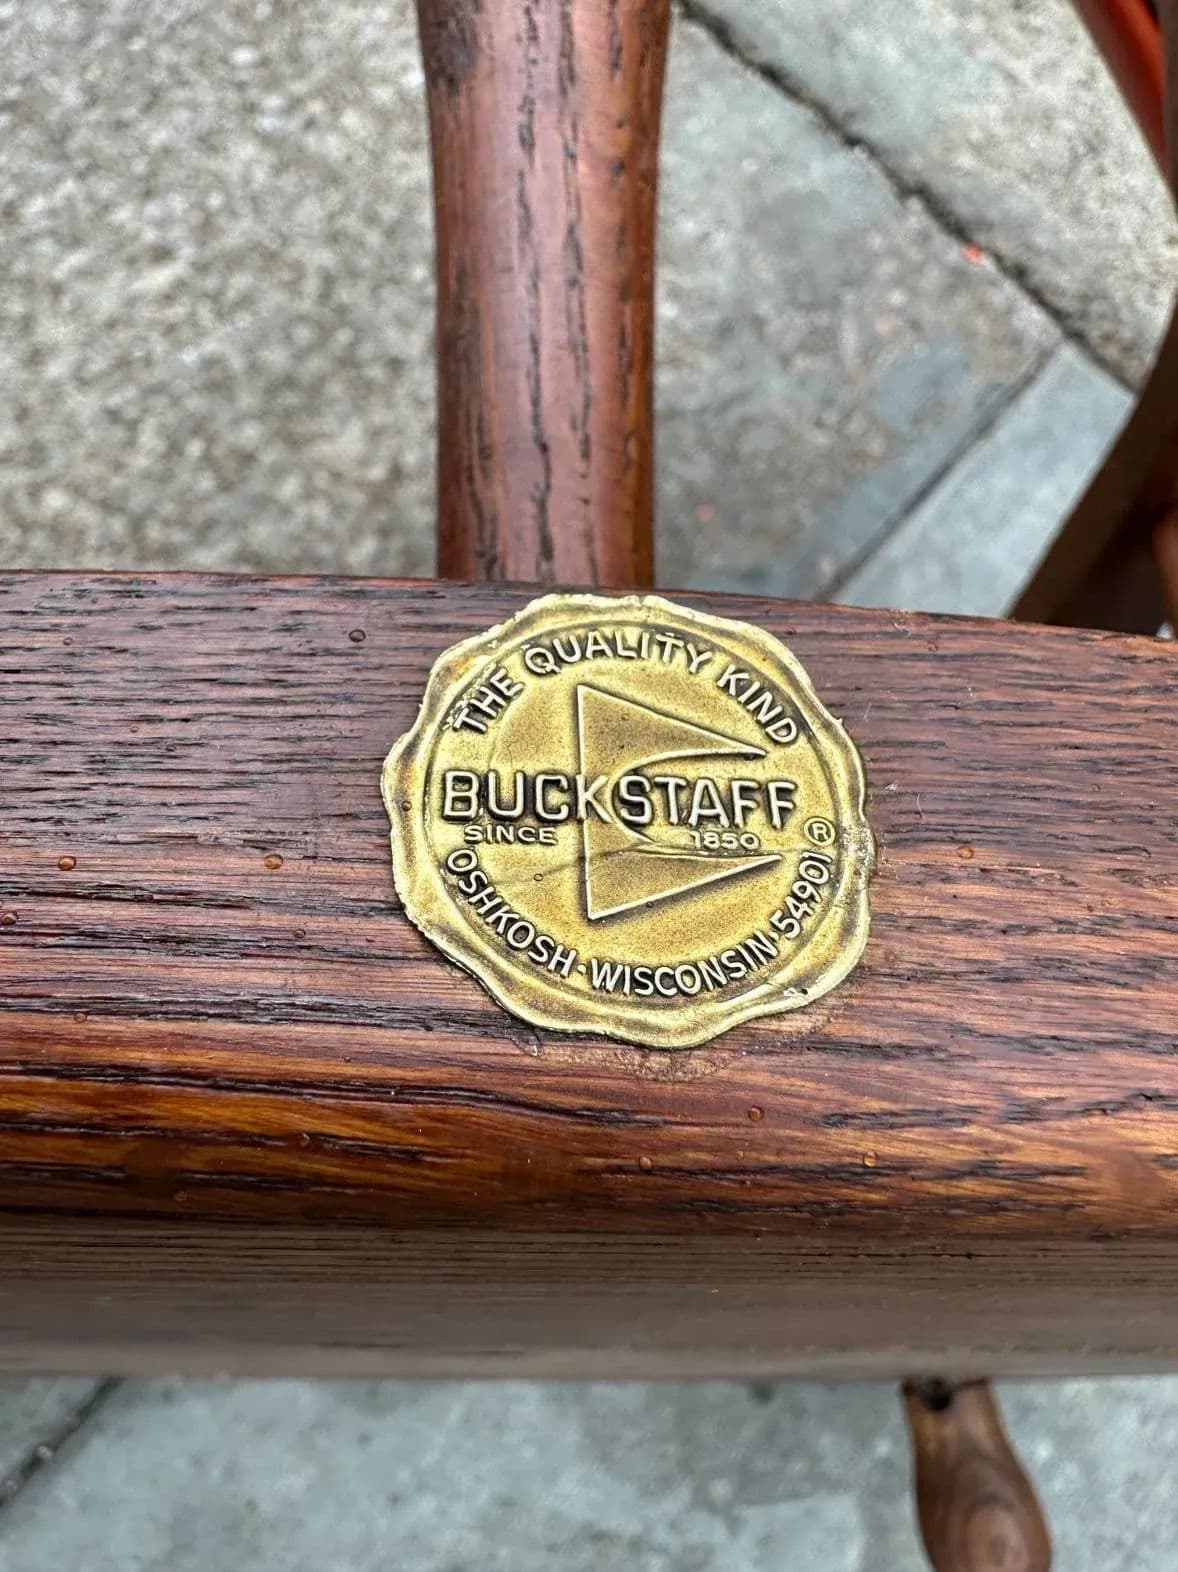 THE QUALITY KIND
BUCKSTAFF
SINCE 1850 ®
OSHKOSH·WISCONSIN·54901